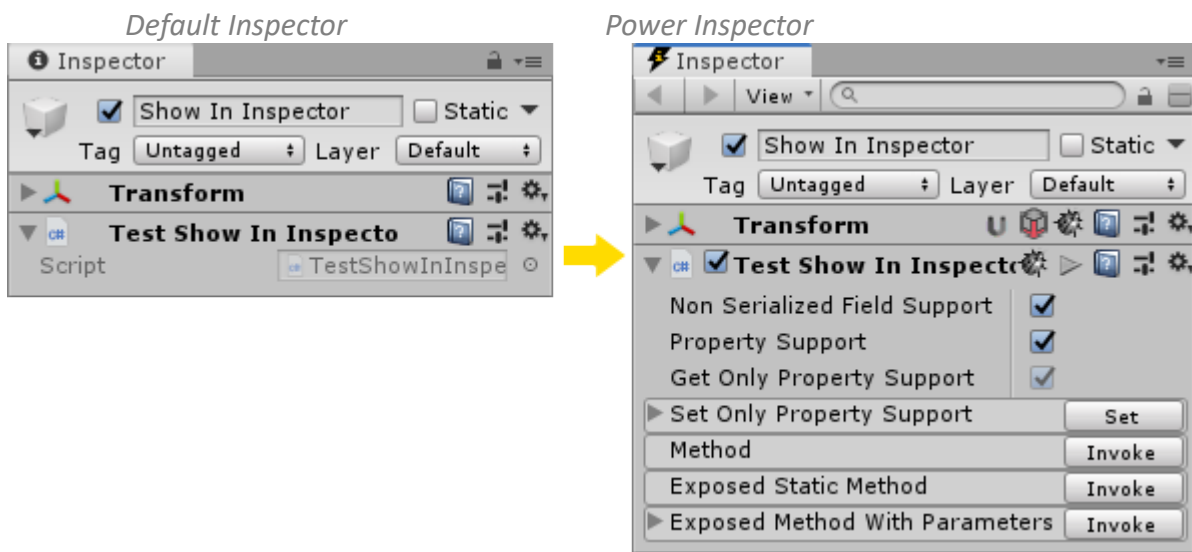 Default Inspector
Inspector
Show In Inspector Static
Tag Untagged Layer Default
Transform
Test Show In Inspecto
Script TestShowInInspe
Power Inspector
Inspector
View
Show In Inspector Static
Tag Untagged Layer Default
Transform
Test Show In Inspecto
Non Serialized Field Support
Property Support
Get Only Property Support
Set Only Property Support Set
Method Invoke
Exposed Static Method Invoke
Exposed Method With Parameters Invoke